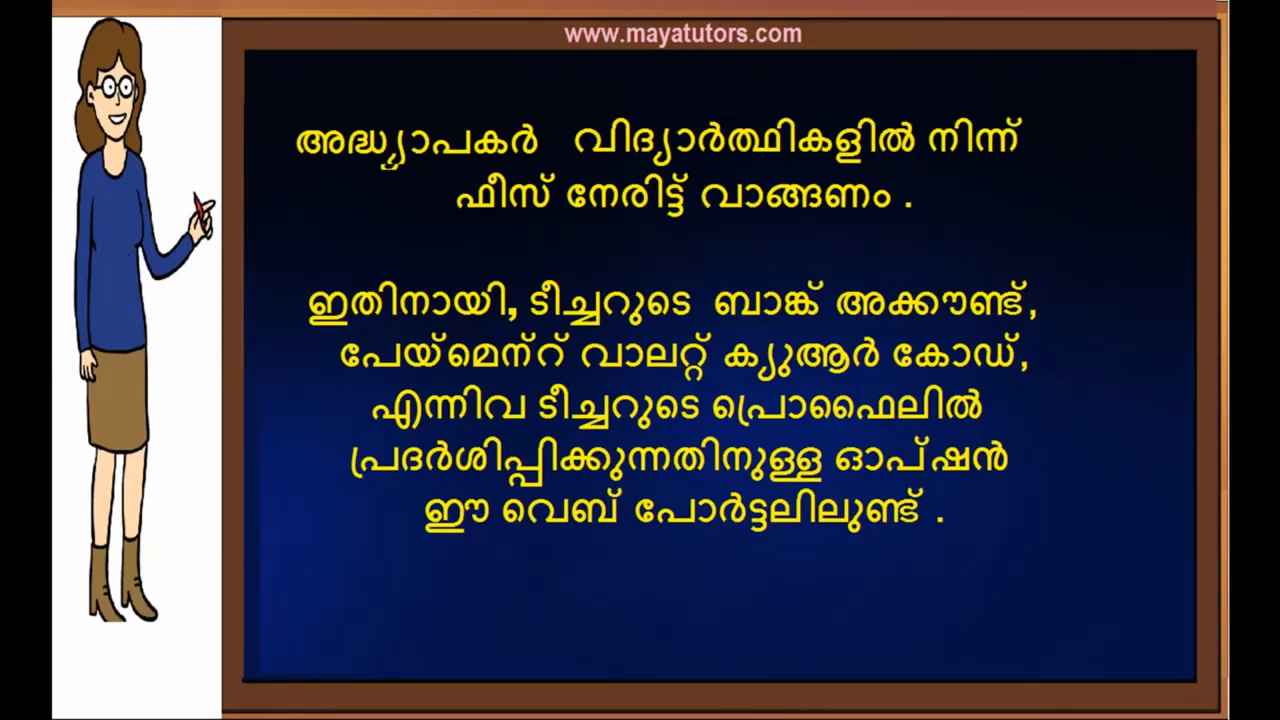 www.mayatutors.com
അദ്ധ്യാപകർ വിദ്യാർത്ഥികളിൽ നിന്ന്
ഫീസ് നേരിട്ട് വാങ്ങണം .
ഇതിനായി, ടീച്ചറുടെ ബാങ്ക് അക്കൗണ്ട്,
പേയ്മെന്റ് വാലറ്റ് ക്യുആർ കോഡ്,
എന്നിവ ടീച്ചറുടെ പ്രൊഫൈലിൽ
പ്രദർശിപ്പിക്കുന്നതിനുള്ള ഓപ്ഷൻ
ഈ വെബ് പോർട്ടലിലുണ്ട് .